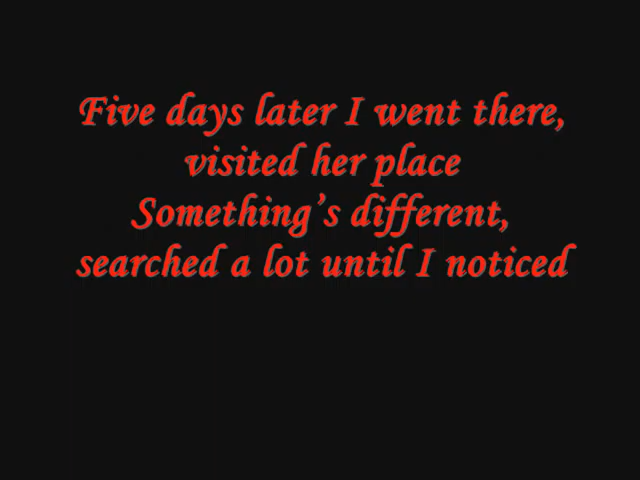 Five days later I went there,
visited her place
Something’s different,
searched a lot until I noticed